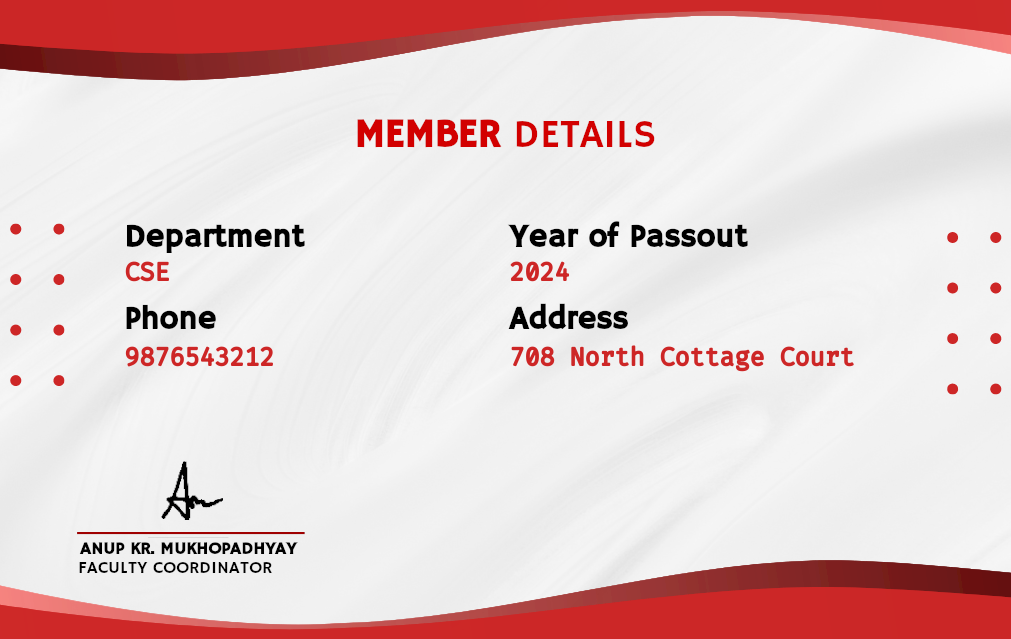 MEMBER DETAILS
Department
CSE
Phone
9876543212
Year of Passout
2024
Address
708 North Cottage Court
ANUP KR. MUKHOPADHYAY
FACULTY COORDINATOR